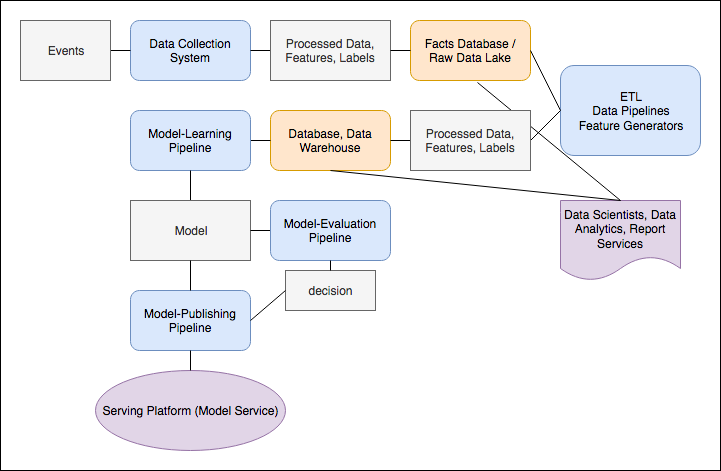 Events
Data Collection
System
Processed Data,
Features, Labels
Facts Database /
Raw Data Lake
ETL
Data Pipelines
Feature Generators
Model-Learning
Pipeline
Database, Data
Warehouse
Processed Data,
Features, Labels
Model
Model-Evaluation
Pipeline
Data Scientists, Data
Analytics, Report
Services
decision
Model-Publishing
Pipeline
Serving Platform (Model Service)